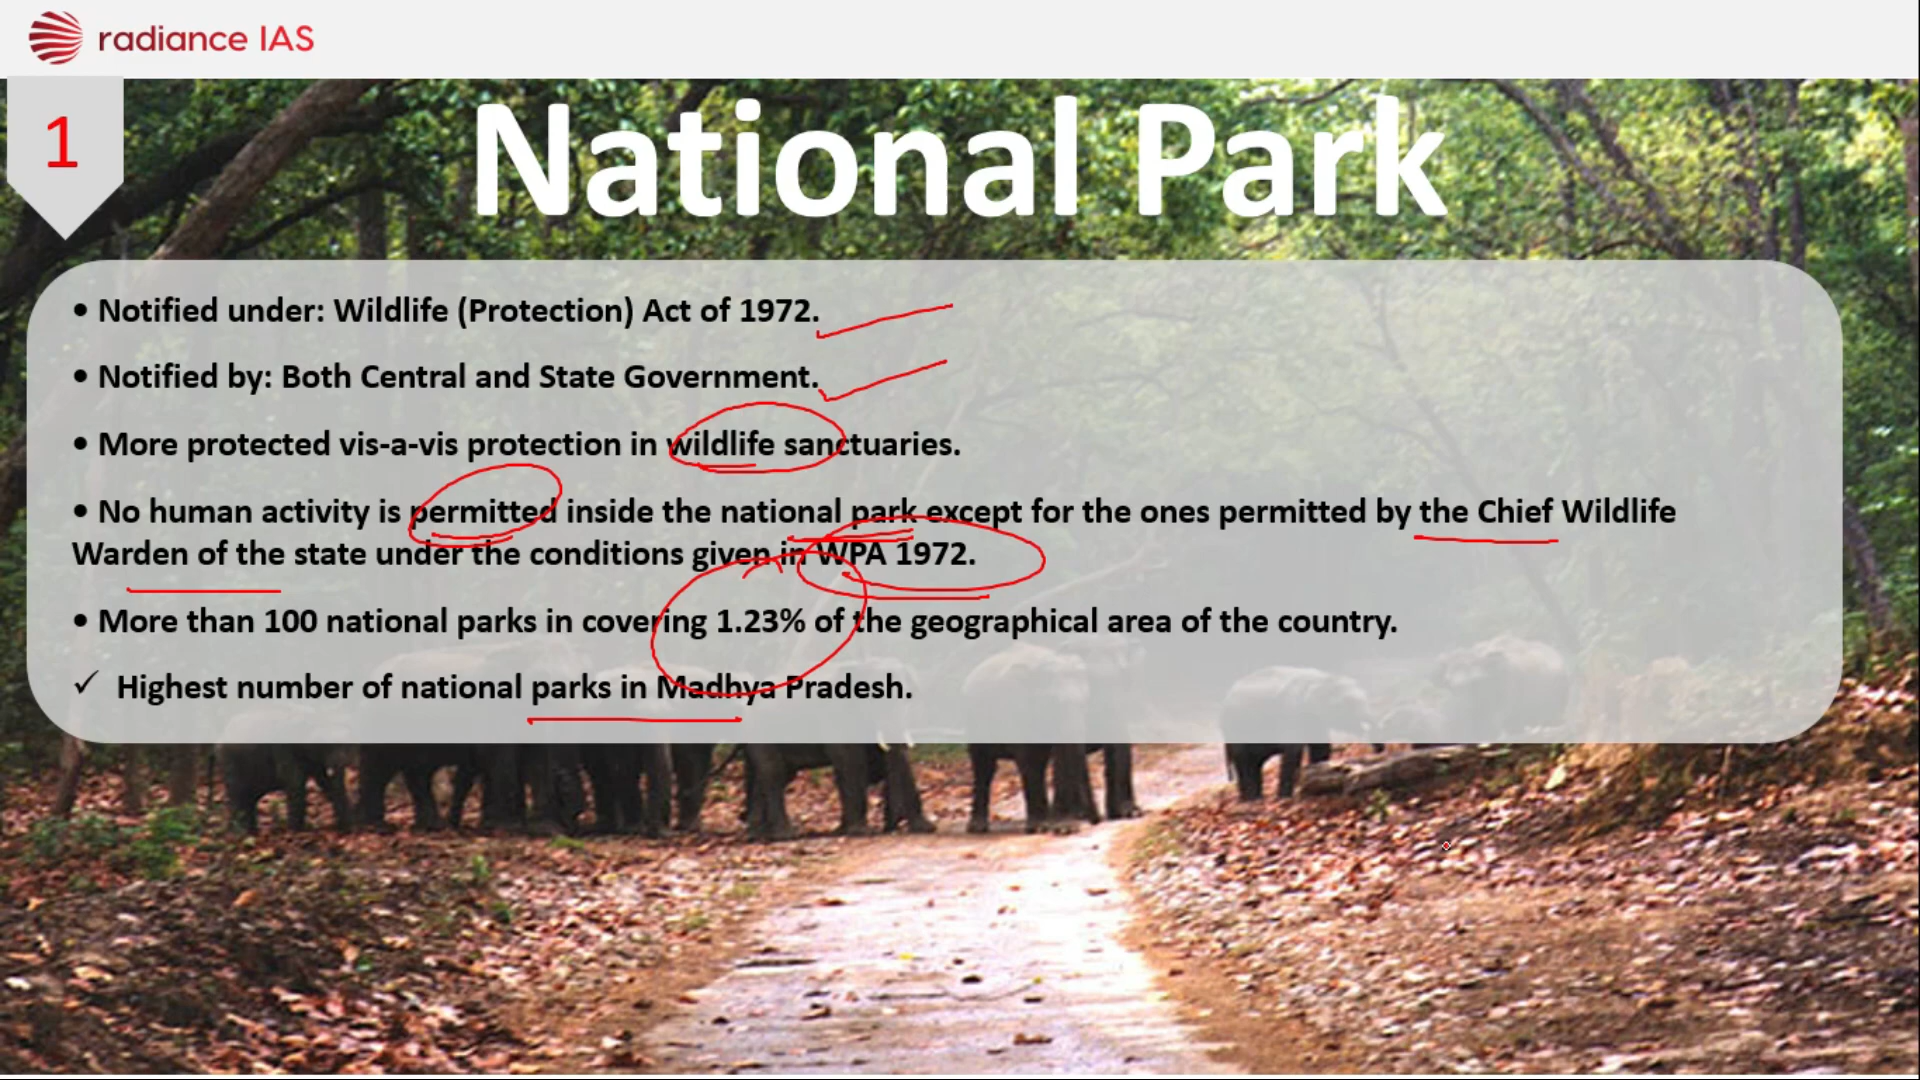 radiance IAS
1
National Park
• Notified under: Wildlife (Protection) Act of 1972.
• Notified by: Both Central and State Government.
• More protected vis-a-vis protection in wildlife sanctuaries.
• No human activity is permitted inside the national park except for the ones permitted by the Chief Wildlife
Warden of the state under the conditions given in WPA 1972.
• More than 100 national parks in covering 1.23% of the geographical area of the country.
✓ Highest number of national parks in Madhya Pradesh.